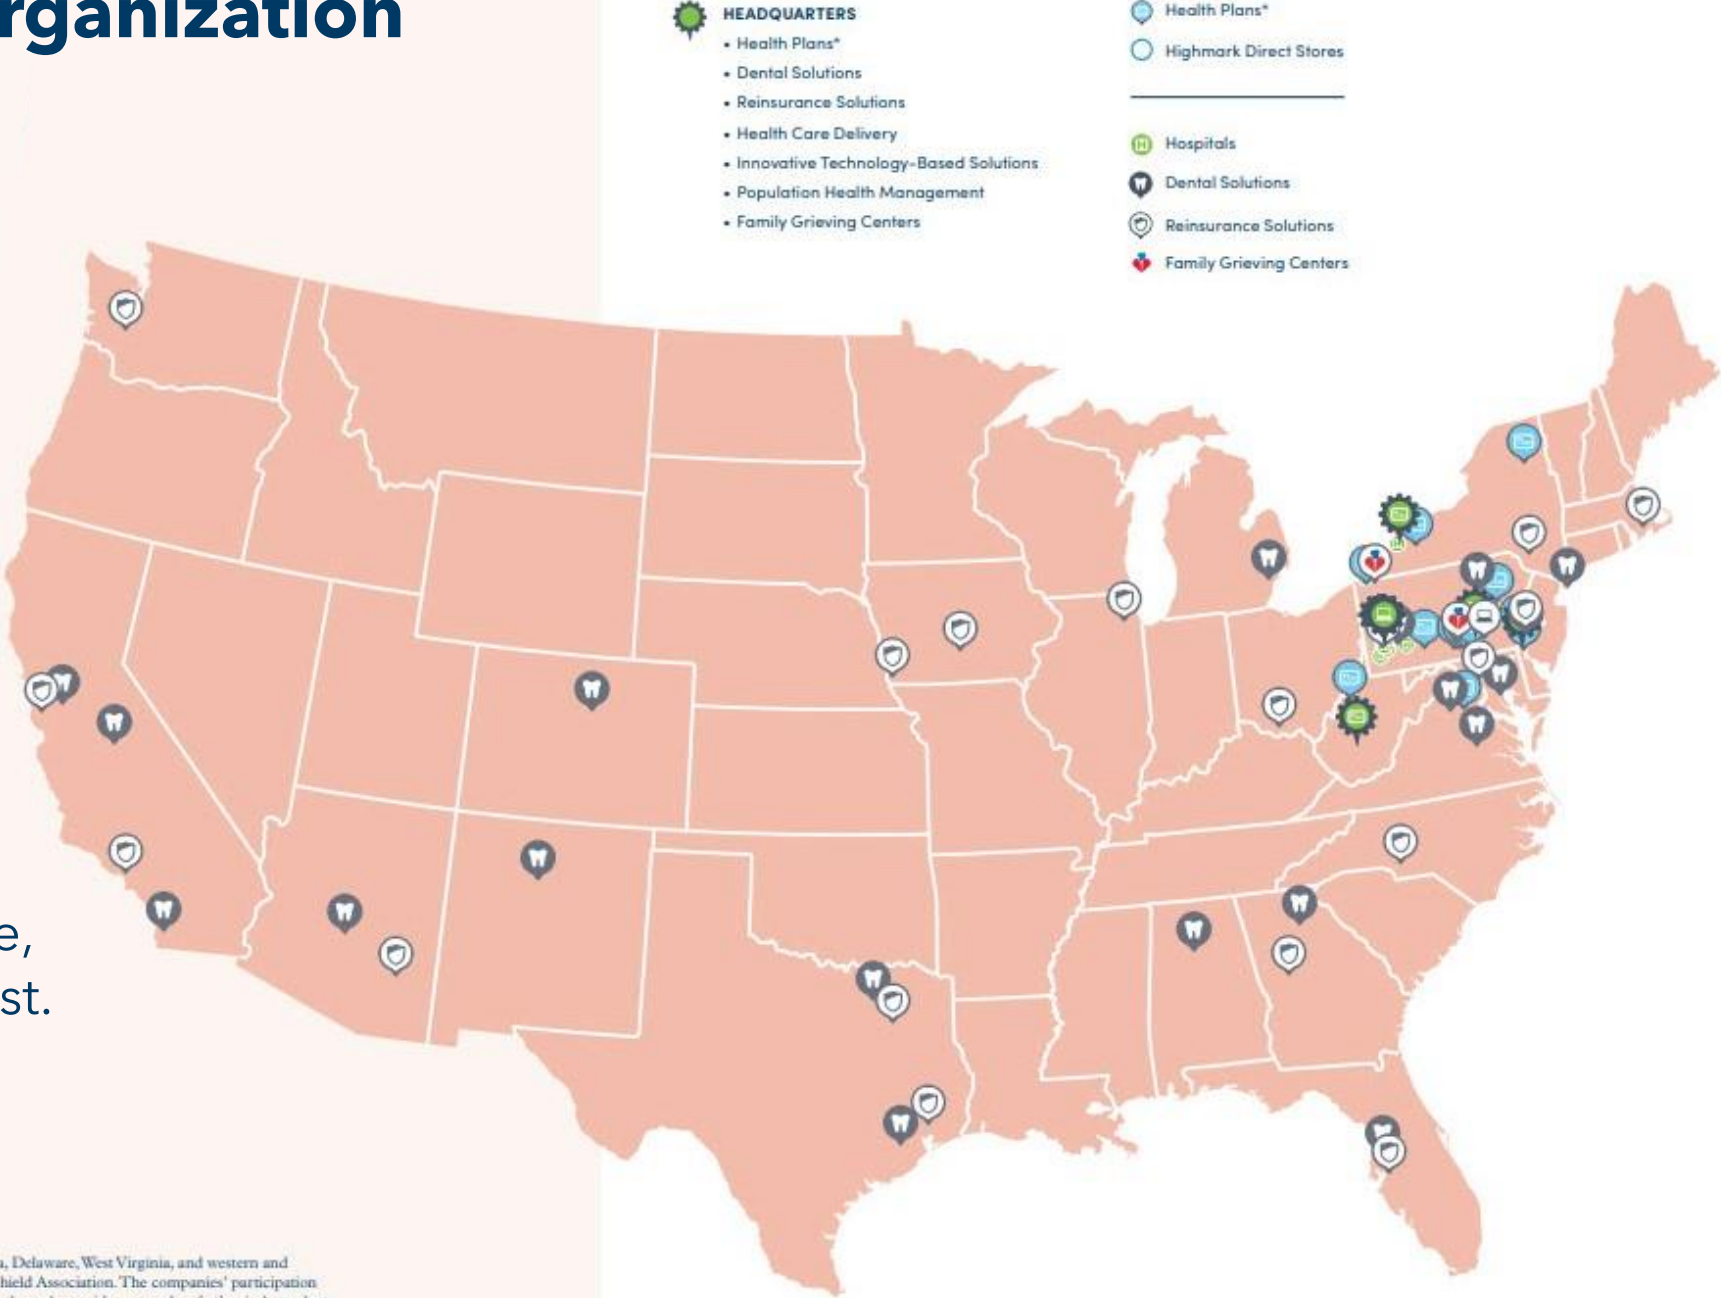 rganization
HEADQUARTERS
• Health Plans*
• Dental Solutions
• Reinsurance Solutions
• Health Care Delivery
• Innovative Technology-Based Solutions
• Population Health Management
• Family Grieving Centers
Health Plans*
Highmark Direct Stores
Hospitals
Dental Solutions
Reinsurance Solutions
Family Grieving Centers
e,
st.
a, Delaware, West Virginia, and western and
hield Association. The companies' participation